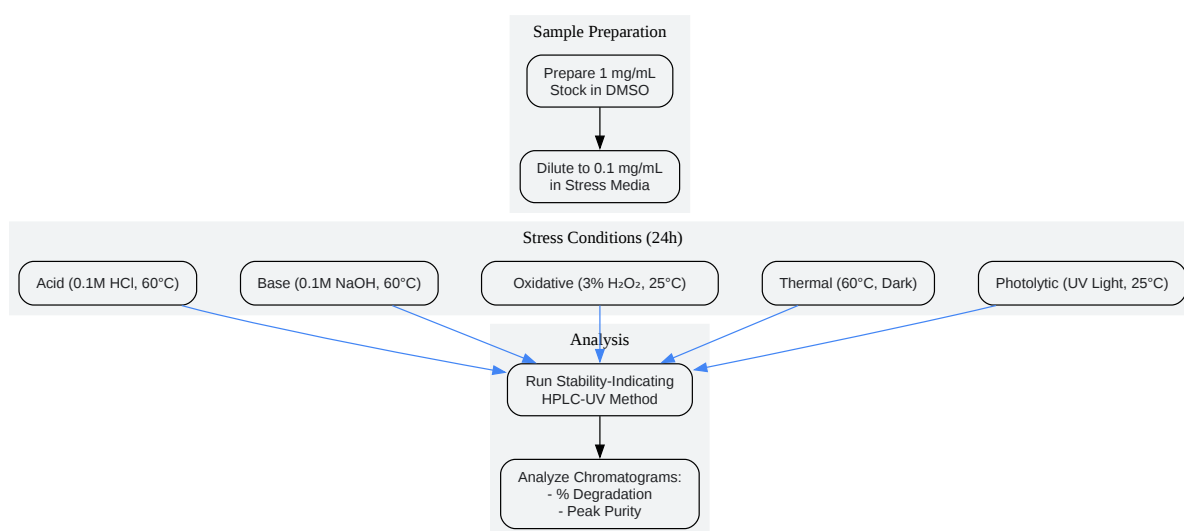 Sample Preparation
Prepare 1 mg/mL
Stock in DMSO
Dilute to 0.1 mg/mL
in Stress Media
Stress Conditions (24h)
Acid (0.1M HCl, 60°C)
Base (0.1M NaOH, 60°C)
Oxidative (3% H₂O₂, 25°C)
Thermal (60°C, Dark)
Photolytic (UV Light, 25°C)
Analysis
Run Stability-Indicating
HPLC-UV Method
Analyze Chromatograms:
- % Degradation
- Peak Purity